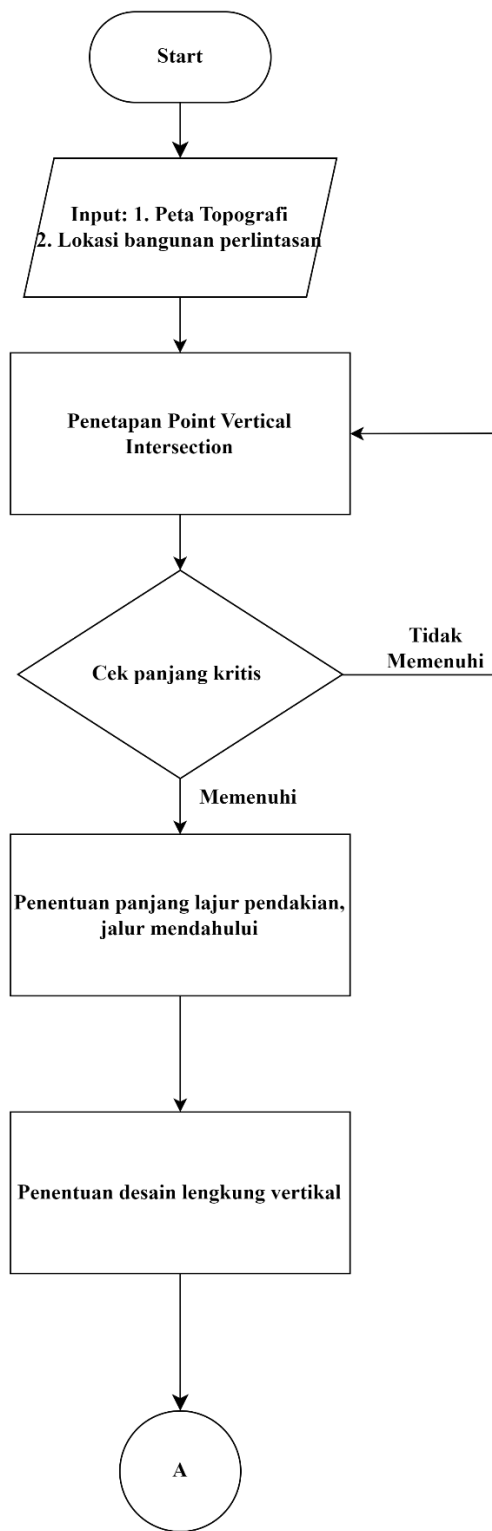 Start
Input: 1. Peta Topografi
2. Lokasi bangunan perlintasan
Penetapan Point Vertical
Intersection
Cek panjang kritis
Tidak
Memenuhi
Memenuhi
Penentuan panjang lajur pendakian,
jalur mendahului
Penentuan desain lengkung vertikal
A